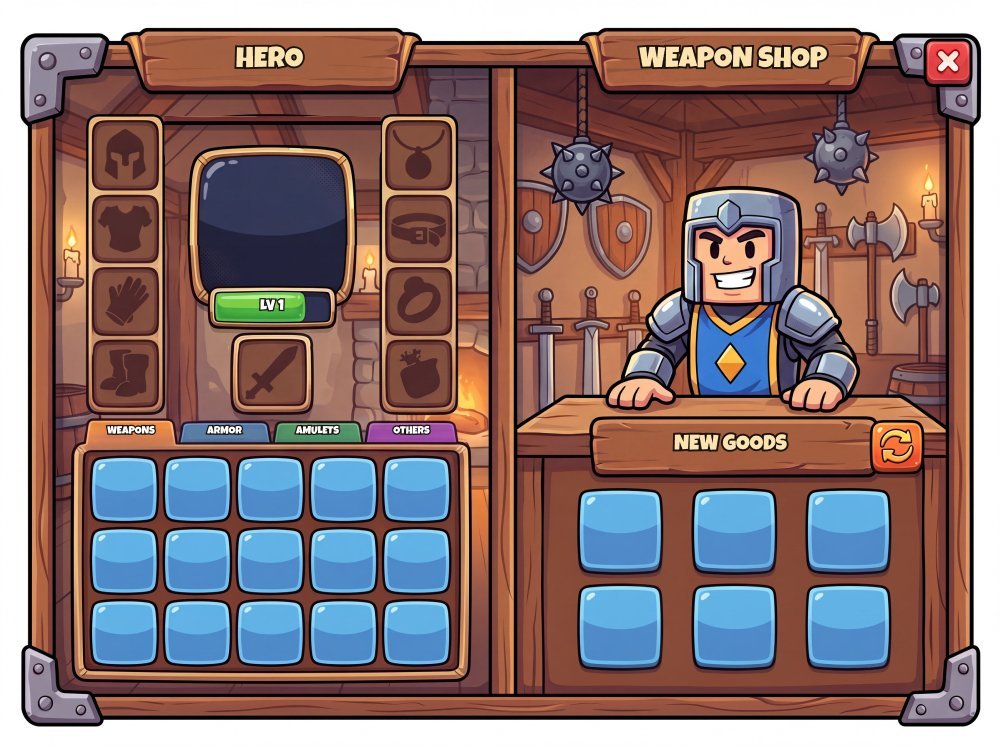 HERO
WEAPON SHOP
LV 1
WEAPONS
ARMOR
AMULETS
OTHERS
NEW GOODS